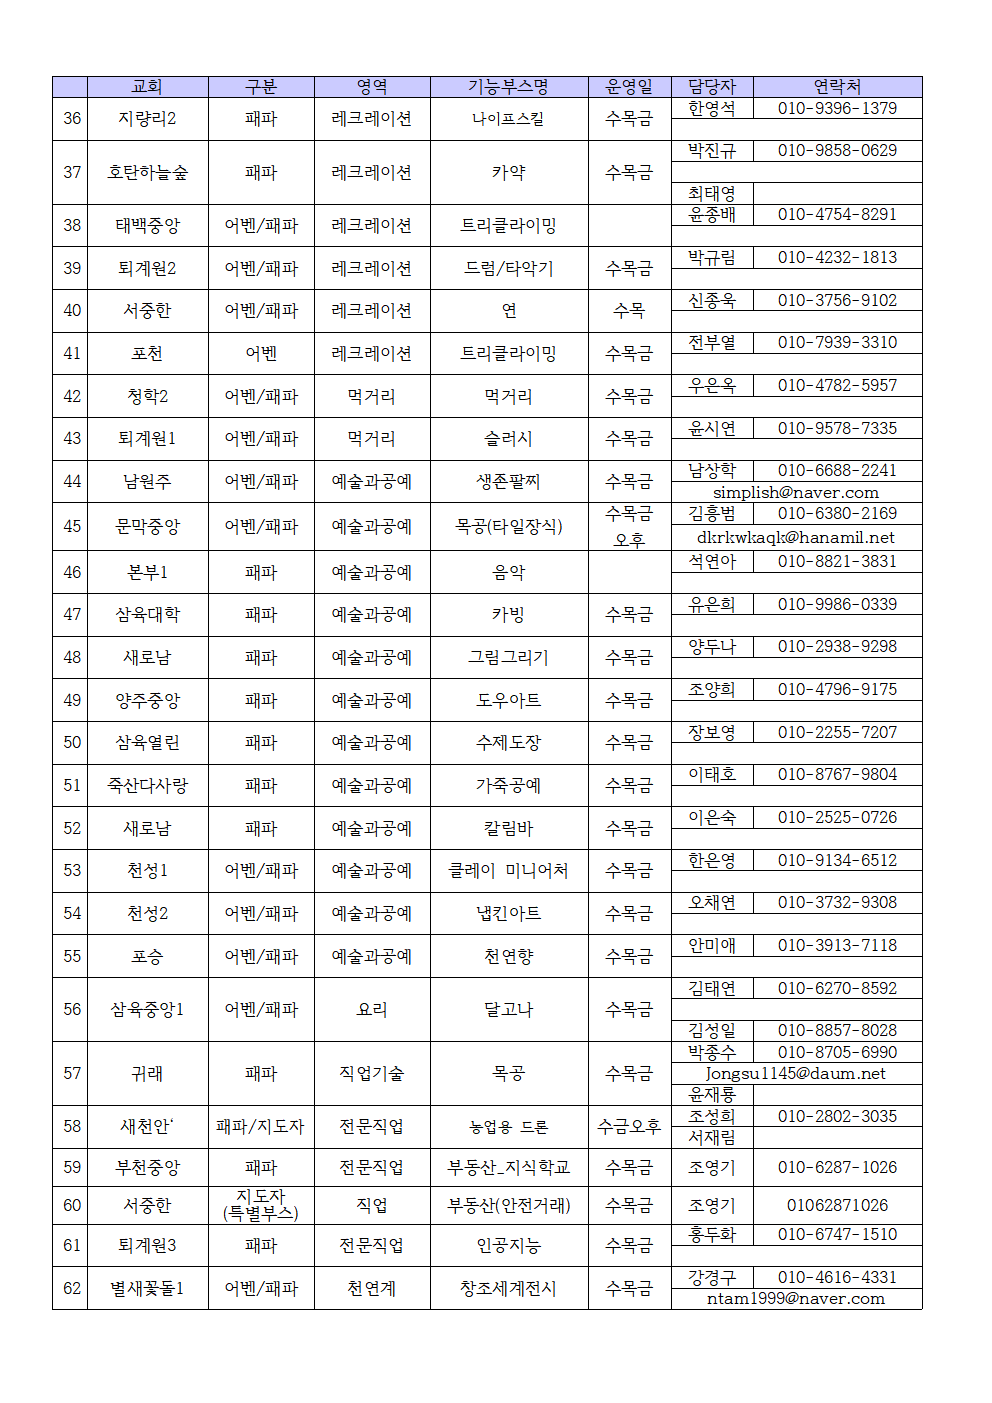 교회 구분 영역 기능부스명 운영일 담당자 연락처
36 지량리2 패파 레크레이션 나이프스킬 수목금 한영석 010-9396-1379
37 호탄하늘숲 패파 레크레이션 카약 수목금 박진규 010-9858-0629
최태영
38 태백중앙 어벤/패파 레크레이션 트리클라이밍 윤종배 010-4754-8291
39 퇴계원2 어벤/패파 레크레이션 드럼/타악기 수목금 박규림 010-4232-1813
40 서중한 어벤/패파 레크레이션 연 수목 신종욱 010-3756-9102
41 포천 어벤 레크레이션 트리클라이밍 수목금 전부열 010-7939-3310
42 청학2 어벤/패파 먹거리 먹거리 수목금 우은옥 010-4782-5957
43 퇴계원1 어벤/패파 먹거리 슬러시 수목금 윤시연 010-9578-7335
44 남원주 어벤/패파 예술과공예 생존팔찌 수목금 남상학 010-6688-2241
simplish@naver.com
45 문막중앙 어벤/패파 예술과공예 목공(타일장식) 수목금 김흥범 010-6380-2169
오후 dkrkwkaqk@hanamil.net
46 본부1 패파 예술과공예 음악 석연아 010-8821-3831
47 삼육대학 패파 예술과공예 카빙 수목금 유은희 010-9986-0339
48 새로남 패파 예술과공예 그림그리기 수목금 양두나 010-2938-9298
49 양주중앙 패파 예술과공예 도우아트 수목금 조양희 010-4796-9175
50 삼육열린 패파 예술과공예 수제도장 수목금 장보영 010-2255-7207
51 죽산다사랑 패파 예술과공예 가죽공예 수목금 이태호 010-8767-9804
52 새로남 패파 예술과공예 칼림바 수목금 이은숙 010-2525-0726
53 천성1 어벤/패파 예술과공예 클레이 미니어처 수목금 한은영 010-9134-6512
54 천성2 어벤/패파 예술과공예 냅킨아트 수목금 오채연 010-3732-9308
55 포승 어벤/패파 예술과공예 천연향 수목금 안미애 010-3913-7118
56 삼육중앙1 어벤/패파 요리 달고나 수목금 김태연 010-6270-8592
김성일 010-8857-8028
57 귀래 패파 직업기술 목공 수목금 박종수 010-8705-6990
Jongsu1145@daum.net
윤재룡
58 새천안‘ 패파/지도자 전문직업 농업용 드론 수금오후 조성희 010-2802-3035
서재림
59 부천중앙 패파 전문직업 부동산_지식학교 수목금 조영기 010-6287-1026
60 서중한 지도자 직업 부동산(안전거래) 수목금 조영기 01062871026
(특별부스)
61 퇴계원3 패파 전문직업 인공지능 수목금 홍두화 010-6747-1510
62 별새꽃돌1 어벤/패파 천연계 창조세계전시 수목금 강경구 010-4616-4331
ntam1999@naver.com